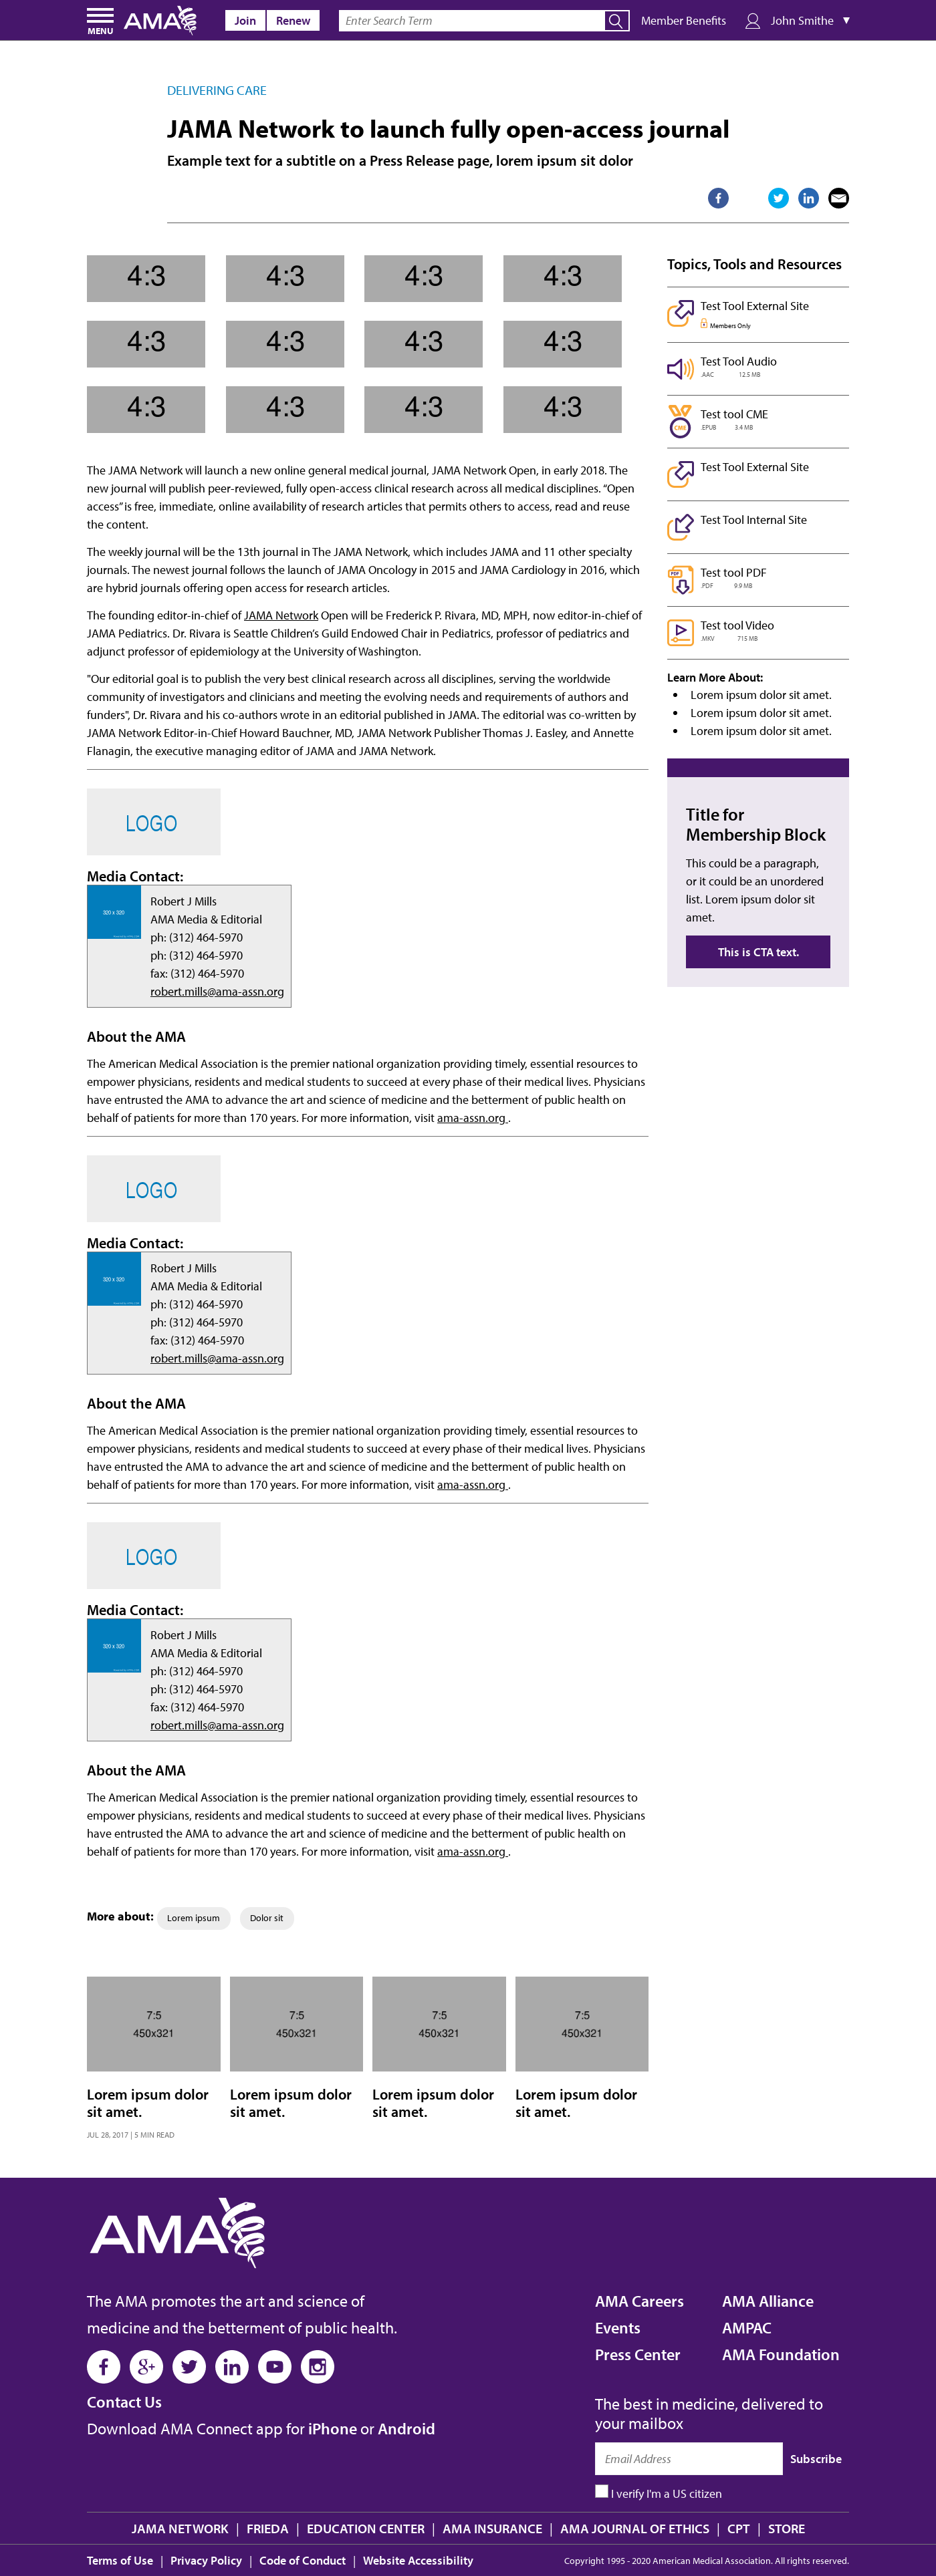 MENU
AMA
Join
Renew
Enter Search Term
Member Benefits
John Smithe
DELIVERING CARE
JAMA Network to launch fully open-access journal
Example text for a subtitle on a Press Release page, lorem ipsum sit dolor
4:3 4:3 4:3 4:3
4:3 4:3 4:3 4:3
4:3 4:3 4:3 4:3
The JAMA Network will launch a new online general medical journal, JAMA Network Open, in early 2018. The
new journal will publish peer-reviewed, fully open-access clinical research across all medical disciplines. “Open
access” is free, immediate, online availability of research articles that permits others to access, read and reuse
the content.
The weekly journal will be the 13th journal in The JAMA Network, which includes JAMA and 11 other specialty
journals. The newest journal follows the launch of JAMA Oncology in 2015 and JAMA Cardiology in 2016, which
are hybrid journals offering open access for research articles.
The founding editor-in-chief of JAMA Network Open will be Frederick P. Rivara, MD, MPH, now editor-in-chief of
JAMA Pediatrics. Dr. Rivara is Seattle Children’s Guild Endowed Chair in Pediatrics, professor of pediatrics and
adjunct professor of epidemiology at the University of Washington.
"Our editorial goal is to publish the very best clinical research across all disciplines, serving the worldwide
community of investigators and clinicians and meeting the evolving needs and requirements of authors and
funders", Dr. Rivara and his co-authors wrote in an editorial published in JAMA. The editorial was co-written by
JAMA Network Editor-in-Chief Howard Bauchner, MD, JAMA Network Publisher Thomas J. Easley, and Annette
Flanagin, the executive managing editor of JAMA and JAMA Network.
LOGO
Media Contact:
320 x 320
Robert J Mills
AMA Media & Editorial
ph: (312) 464-5970
ph: (312) 464-5970
fax: (312) 464-5970
robert.mills@ama-assn.org
About the AMA
The American Medical Association is the premier national organization providing timely, essential resources to
empower physicians, residents and medical students to succeed at every phase of their medical lives. Physicians
have entrusted the AMA to advance the art and science of medicine and the betterment of public health on
behalf of patients for more than 170 years. For more information, visit ama-assn.org .
LOGO
Media Contact:
320 x 320
Robert J Mills
AMA Media & Editorial
ph: (312) 464-5970
ph: (312) 464-5970
fax: (312) 464-5970
robert.mills@ama-assn.org
About the AMA
The American Medical Association is the premier national organization providing timely, essential resources to
empower physicians, residents and medical students to succeed at every phase of their medical lives. Physicians
have entrusted the AMA to advance the art and science of medicine and the betterment of public health on
behalf of patients for more than 170 years. For more information, visit ama-assn.org .
LOGO
Media Contact:
320 x 320
Robert J Mills
AMA Media & Editorial
ph: (312) 464-5970
ph: (312) 464-5970
fax: (312) 464-5970
robert.mills@ama-assn.org
About the AMA
The American Medical Association is the premier national organization providing timely, essential resources to
empower physicians, residents and medical students to succeed at every phase of their medical lives. Physicians
have entrusted the AMA to advance the art and science of medicine and the betterment of public health on
behalf of patients for more than 170 years. For more information, visit ama-assn.org .
More about: Lorem ipsum Dolor sit
7:5
450x321
Lorem ipsum dolor
sit amet.
JUL 28, 2017 | 5 MIN READ
7:5
450x321
Lorem ipsum dolor
sit amet.
7:5
450x321
Lorem ipsum dolor
sit amet.
7:5
450x321
Lorem ipsum dolor
sit amet.
Topics, Tools and Resources
Test Tool External Site
Members Only
Test Tool Audio
.AAC 12.5 MB
CME
Test tool CME
.EPUB 3.4 MB
Test Tool External Site
Test Tool Internal Site
PDF
Test tool PDF
.PDF 9.9 MB
Test tool Video
.MKV 715 MB
Learn More About:
• Lorem ipsum dolor sit amet.
• Lorem ipsum dolor sit amet.
• Lorem ipsum dolor sit amet.
Title for
Membership Block
This could be a paragraph,
or it could be an unordered
list. Lorem ipsum dolor sit
amet.
This is CTA text.
AMA
The AMA promotes the art and science of
medicine and the betterment of public health.
Contact Us
Download AMA Connect app for iPhone or Android
AMA Careers
Events
Press Center
AMA Alliance
AMPAC
AMA Foundation
The best in medicine, delivered to
your mailbox
Email Address
Subscribe
I verify I'm a US citizen
JAMA NETWORK | FRIEDA | EDUCATION CENTER | AMA INSURANCE | AMA JOURNAL OF ETHICS | CPT | STORE
Terms of Use | Privacy Policy | Code of Conduct | Website Accessibility
Copyright 1995 - 2020 American Medical Association. All rights reserved.